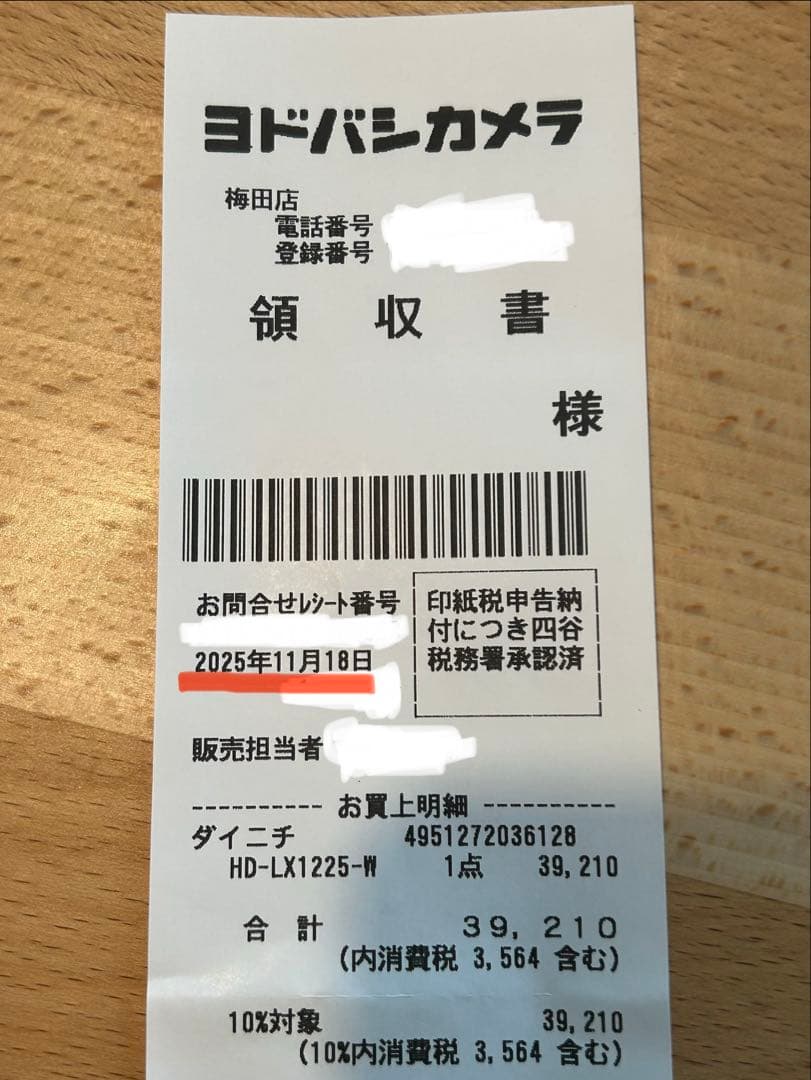 ヨドバシカメラ
梅田店
電話番号
登録番号
領収書
様
お問合せﾚｼｰﾄ番号
2025年11月18日
印紙税申告納
付につき四谷
税務署承認済
販売担当者
---------- お買上明細 ----------
ダイニチ 4951272036128
HD-LX1225-W 1点 39,210
合計 39,210
(内消費税 3,564 含む)
10%対象 39,210
(10%内消費税 3,564 含む)